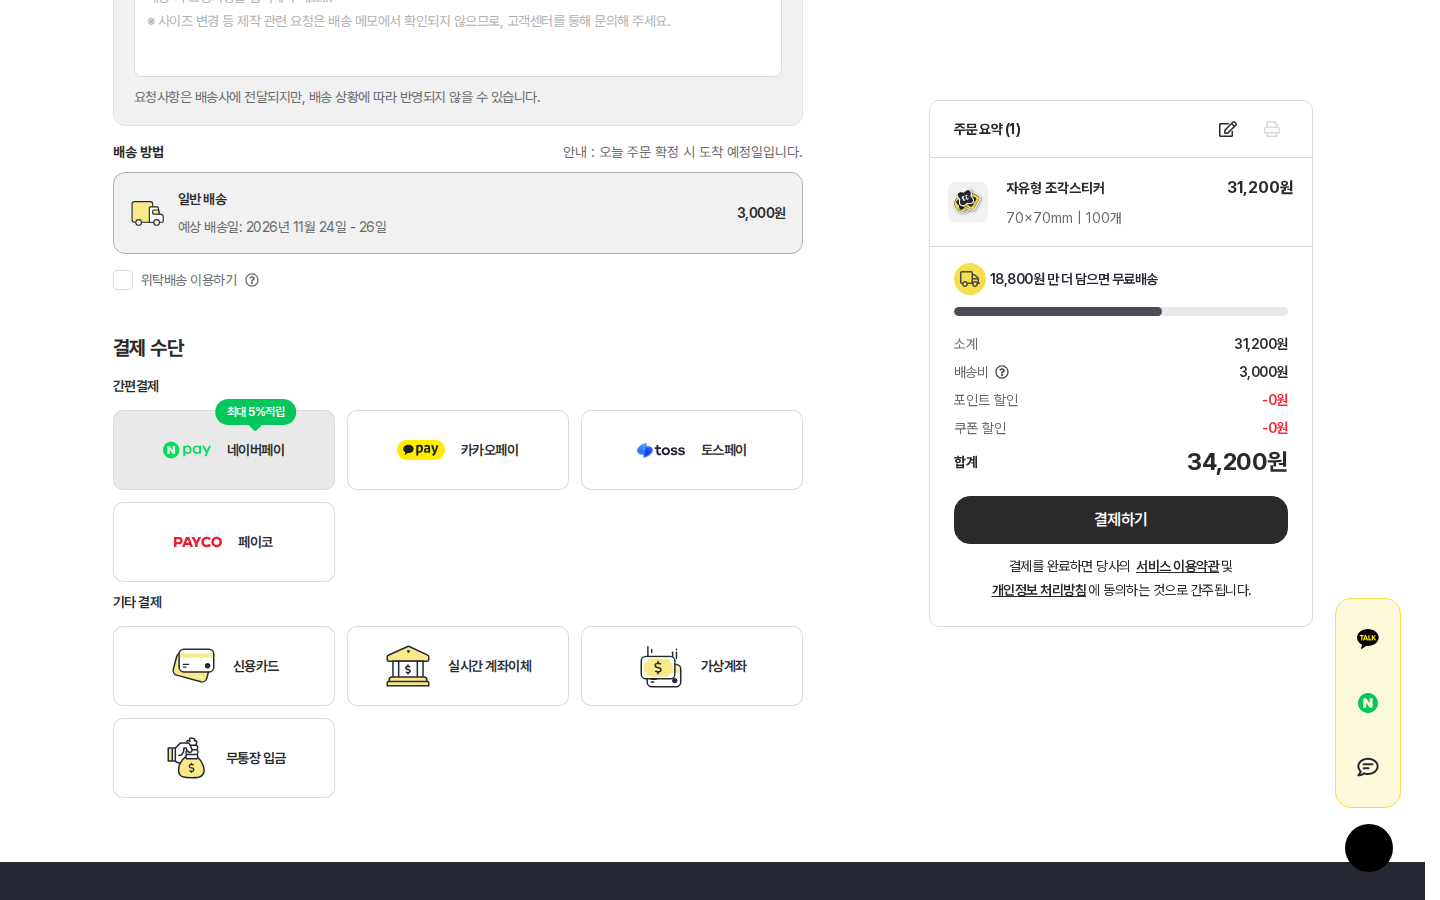 ※ 사이즈 변경 등 제작 관련 요청은 배송 메모에서 확인되지 않으므로, 고객센터를 통해 문의해 주세요.
요청사항은 배송사에 전달되지만, 배송 상황에 따라 반영되지 않을 수 있습니다.
배송 방법
안내 : 오늘 주문 확정 시 도착 예정일입니다.
일반 배송
예상 배송일: 2026년 11월 24일 - 26일
3,000원
위탁배송 이용하기
결제 수단
간편결제
최대 5%적립
N pay 네이버페이
pay 카카오페이
toss 토스페이
PAYCO 페이코
기타 결제
신용카드
실시간 계좌이체
가상계좌
무통장 입금
주문요약 (1)
자유형 조각스티커
31,200원
70x70mm | 100개
18,800원 만 더 담으면 무료배송
소계 31,200원
배송비 3,000원
포인트 할인 -0원
쿠폰 할인 -0원
합계 34,200원
결제하기
결제를 완료하면 당사의 서비스 이용약관 및
개인정보 처리방침에 동의하는 것으로 간주됩니다.
TALK
N